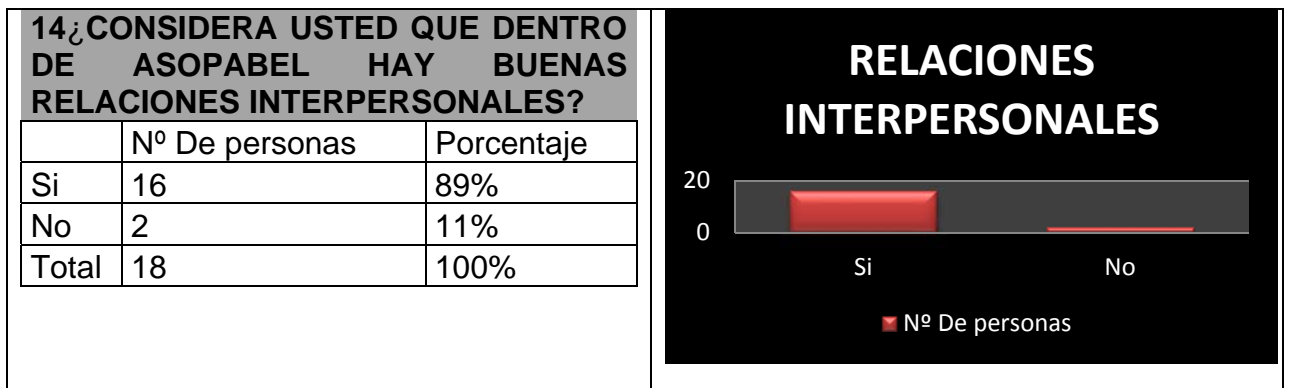 14¿CONSIDERA USTED QUE DENTRO
DE ASOPABEL HAY BUENAS
RELACIONES INTERPERSONALES?
Nº De personas Porcentaje
Si 16 89%
No 2 11%
Total 18 100%
RELACIONES
INTERPERSONALES
20
0
Si No
Nº De personas